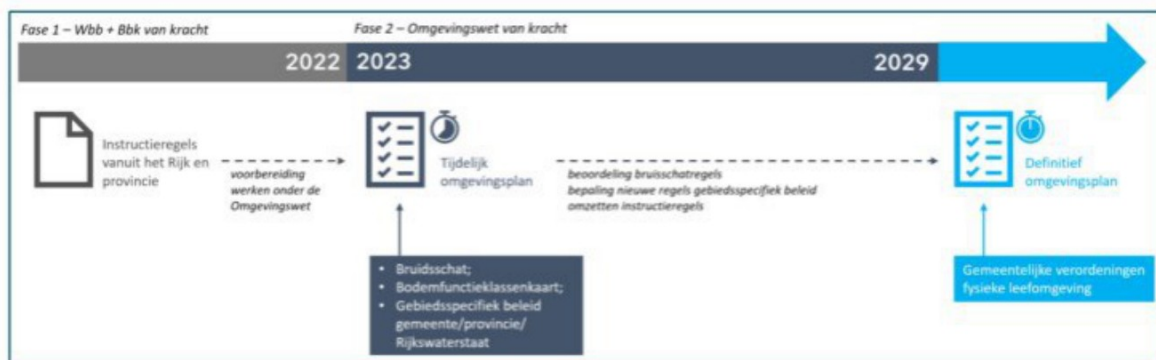 Fase 1 – Wbb + Bbk van kracht
Fase 2 – Omgevingswet van kracht
2022
2023
2029
Instructieregels
vanuit het Rijk en
provincie
voorbereiding
werken onder de
Omgevingswet
Tijdelijk
omgevingsplan
beoordeling bruisschatregels
bepaling nieuwe regels gebiedsspecifiek beleid
omzetten instructieregels
Definitief
omgevingsplan
• Bruidsschat;
• Bodemfunctieklassenkaart;
• Gebiedsspecifiek beleid
gemeente/provincie/
Rijkswaterstaat
Gemeentelijke verordeningen
fysieke leefomgeving